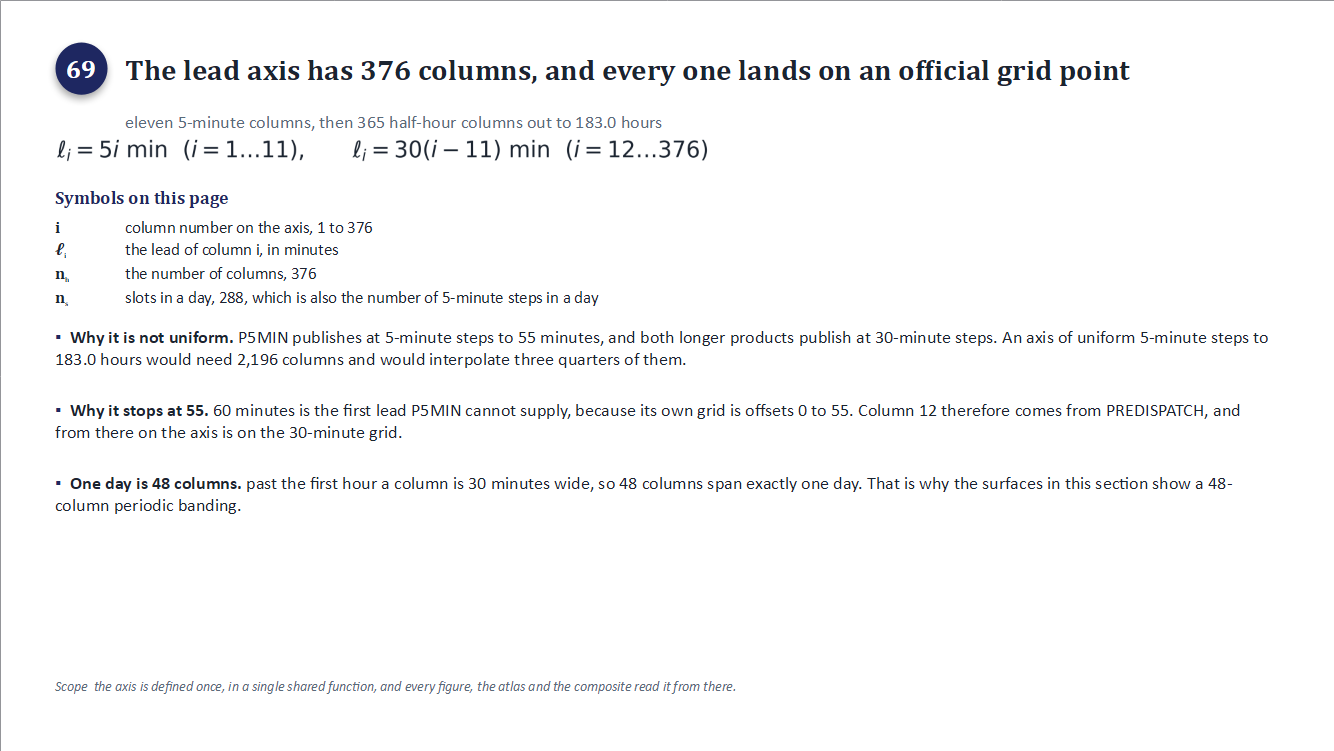 69
The lead axis has 376 columns, and every one lands on an official grid point
eleven 5-minute columns, then 365 half-hour columns out to 183.0 hours
ℓᵢ = 5i min (i = 1…11), ℓᵢ = 30(i − 11) min (i = 12…376)
Symbols on this page
i column number on the axis, 1 to 376
ℓᵢ the lead of column i, in minutes
nₕ the number of columns, 376
nₛ slots in a day, 288, which is also the number of 5-minute steps in a day
▪ Why it is not uniform. P5MIN publishes at 5-minute steps to 55 minutes, and both longer products publish at 30-minute steps. An axis of uniform 5-minute steps to
183.0 hours would need 2,196 columns and would interpolate three quarters of them.
▪ Why it stops at 55. 60 minutes is the first lead P5MIN cannot supply, because its own grid is offsets 0 to 55. Column 12 therefore comes from PREDISPATCH, and
from there on the axis is on the 30-minute grid.
▪ One day is 48 columns. past the first hour a column is 30 minutes wide, so 48 columns span exactly one day. That is why the surfaces in this section show a 48-
column periodic banding.
Scope the axis is defined once, in a single shared function, and every figure, the atlas and the composite read it from there.